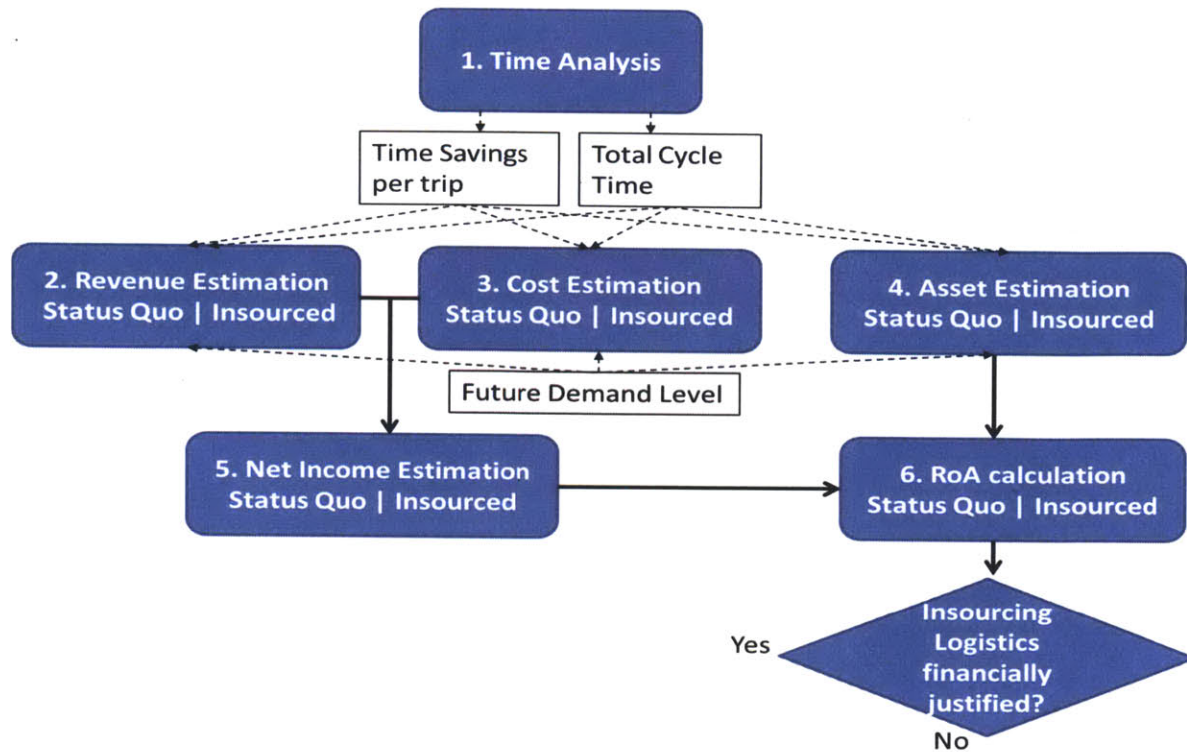 1. Time Analysis
Time Savings
per trip
Total Cycle
Time
2. Revenue Estimation
Status Quo | Insourced
3. Cost Estimation
Status Quo | Insourced
4. Asset Estimation
Status Quo | Insourced
Future Demand Level
5. Net Income Estimation
Status Quo | Insourced
6. RoA calculation
Status Quo | Insourced
Insourcing
Logistics
financially
justified?
Yes
No